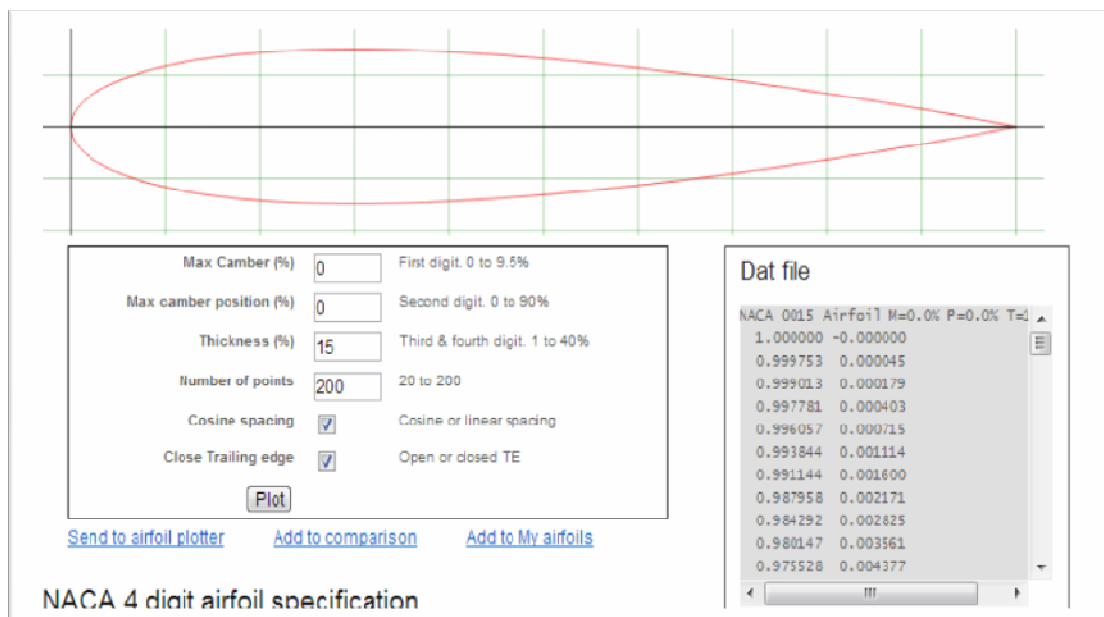 Max Camber (%) 0 First digit. 0 to 9.5%
Max camber position (%) 0 Second digit. 0 to 90%
Thickness (%) 15 Third & fourth digit. 1 to 40%
Number of points 200 20 to 200
Cosine spacing Cosine or linear spacing
Close Trailing edge Open or closed TE
Plot
Send to airfoil plotter Add to comparison Add to My airfoils
NACA 4 digit airfoil specification
Dat file
NACA 0015 Airfoil M=0.0% P=0.0% T=1
1.000000 -0.000000
0.999753 0.000045
0.999013 0.000179
0.997781 0.000403
0.996057 0.000715
0.993844 0.001114
0.991144 0.001600
0.987958 0.002171
0.984292 0.002825
0.980147 0.003561
0.975528 0.004377